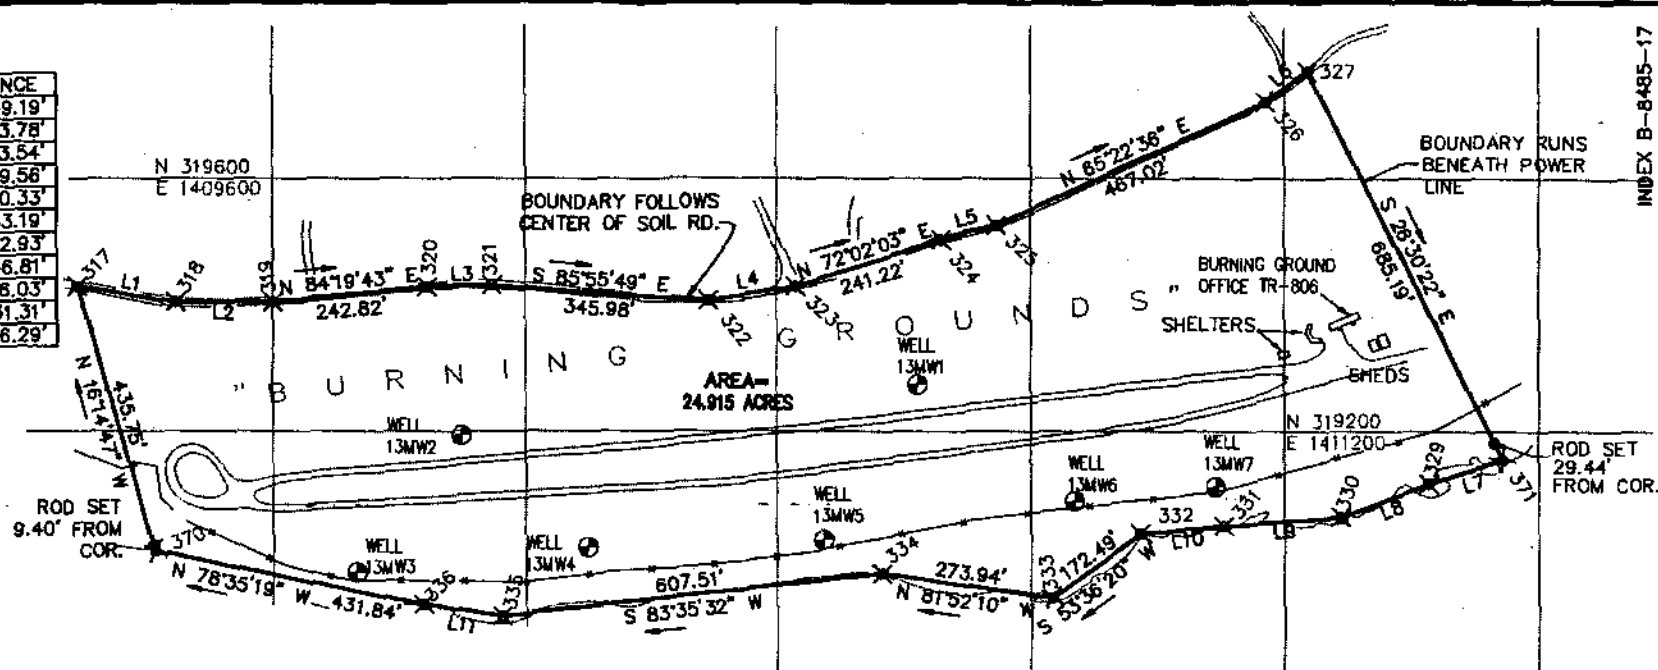 INDEX B-8485-17
NCE
9.19'
3.78'
3.54'
9.56'
0.33'
3.19'
2.93'
6.81'
6.03'
51.31'
6.29'
N 319600
E 1409600
BOUNDARY FOLLOWS
CENTER OF SOIL RD.
BOUNDARY RUNS
BENEATH POWER
LINE
317
L1
318
L2
319
N 84°19'43" E
242.82'
320
L3
321
S 85°55'49" E
345.98'
322
L4
323
N 72°02'03" E
241.22'
324
L5
325
N 65°22'36" E
467.02'
326
L6
327
S 26°30'22" E
685.19'
BURNING GROUND
OFFICE TR-806
SHELTERS
SHEDS
"BURNING GROUNDS"
AREA=
24.915 ACRES
WELL
13MW1
WELL
13MW2
N 319200
E 1411200
WELL
13MW7
WELL
13MW6
WELL
13MW5
WELL
13MW4
WELL
13MW3
N 16°14'47" W
435.75'
ROD SET
9.40' FROM
COR.
370
N 78°35'19" W 431.84'
336
L11
335
607.51'
S 83°35'32" W
334
273.94'
N 81°52'10" W
333
172.49'
S 53°36'20" W
332
L10
331
L9
330
L8
329
L7
371
ROD SET
29.44'
FROM COR.